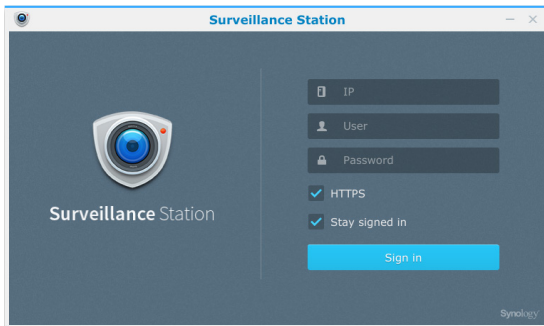 Surveillance Station
IP
User
Password
HTTPS
Surveillance Station
Stay signed in
Sign in
Synology